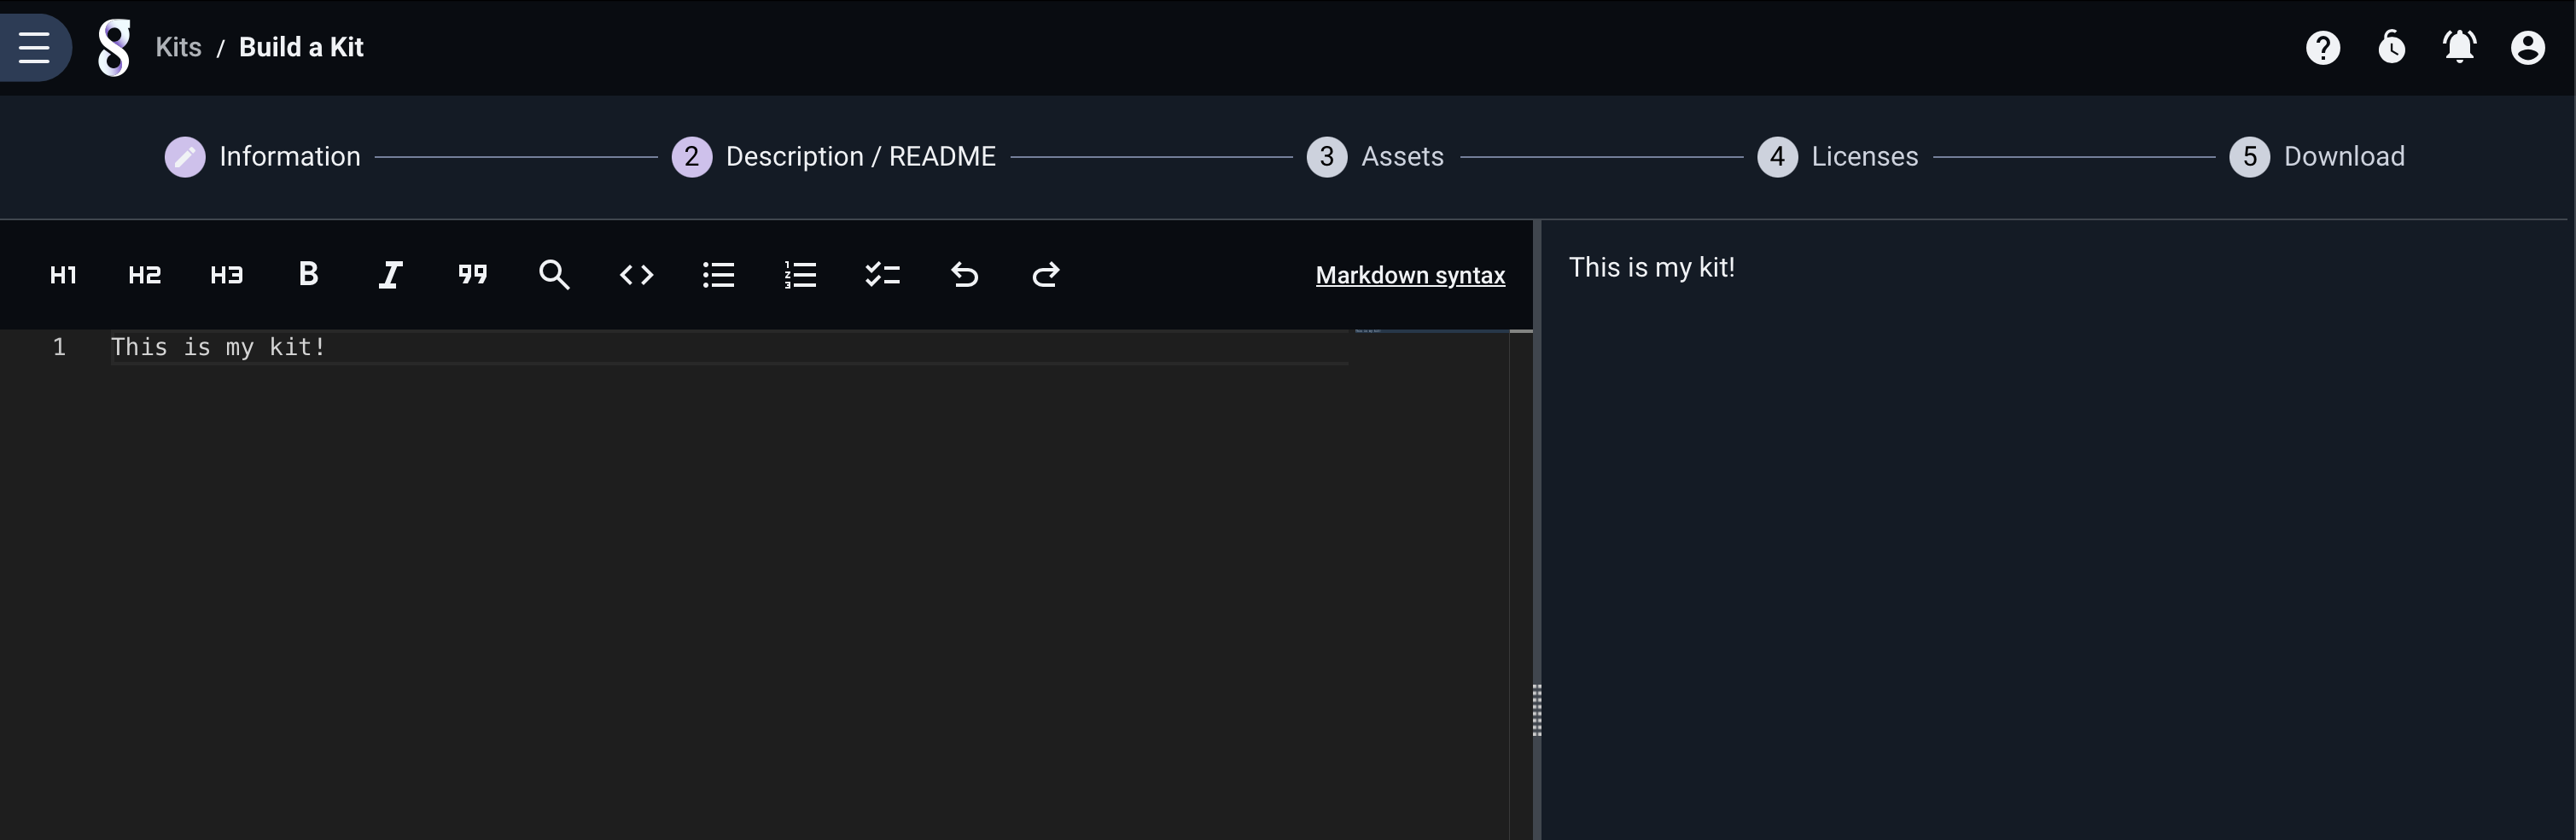 Kits / Build a Kit
Information
2 Description / README
3 Assets
4 Licenses
5 Download
H1 H2 H3 B I Markdown syntax
1 This is my kit!
This is my kit!